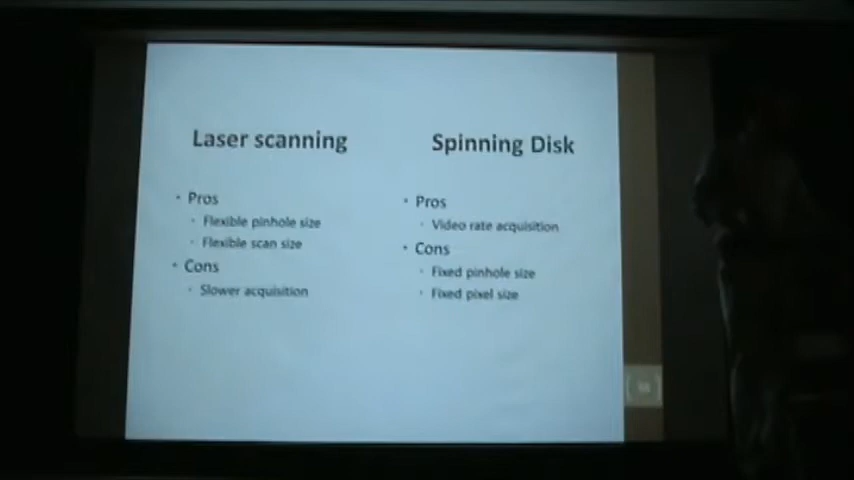 Laser scanning
• Pros
• Flexible pinhole size
• Flexible scan size
• Cons
• Slower acquisition
Spinning Disk
• Pros
• Video rate acquisition
• Cons
• Fixed pinhole size
• Fixed pixel size